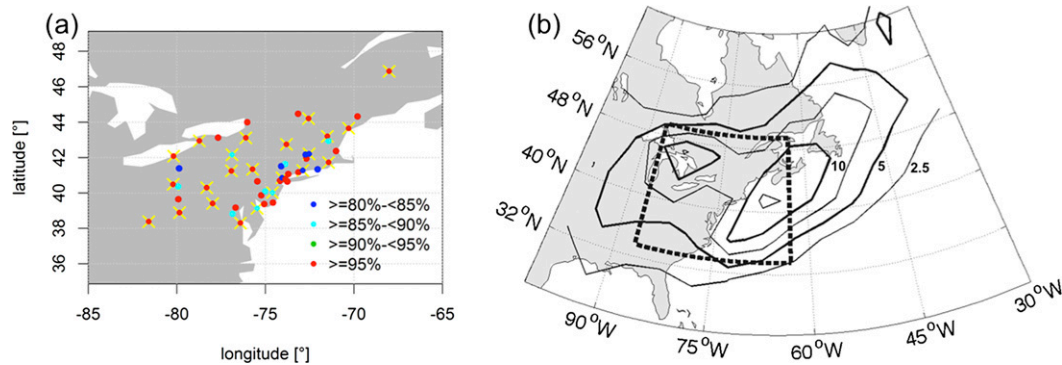 (a)
48
46
44
42
40
38
36
latitude [°]
>=80%-<85%
>=85%-<90%
>=90%-<95%
>=95%
-85
-80
-75
-70
-65
longitude [°]
(b)
56°N
48°N
40°N
32°N
1
10
5
2.5
90°W
75°W
60°W
45°W
30°W